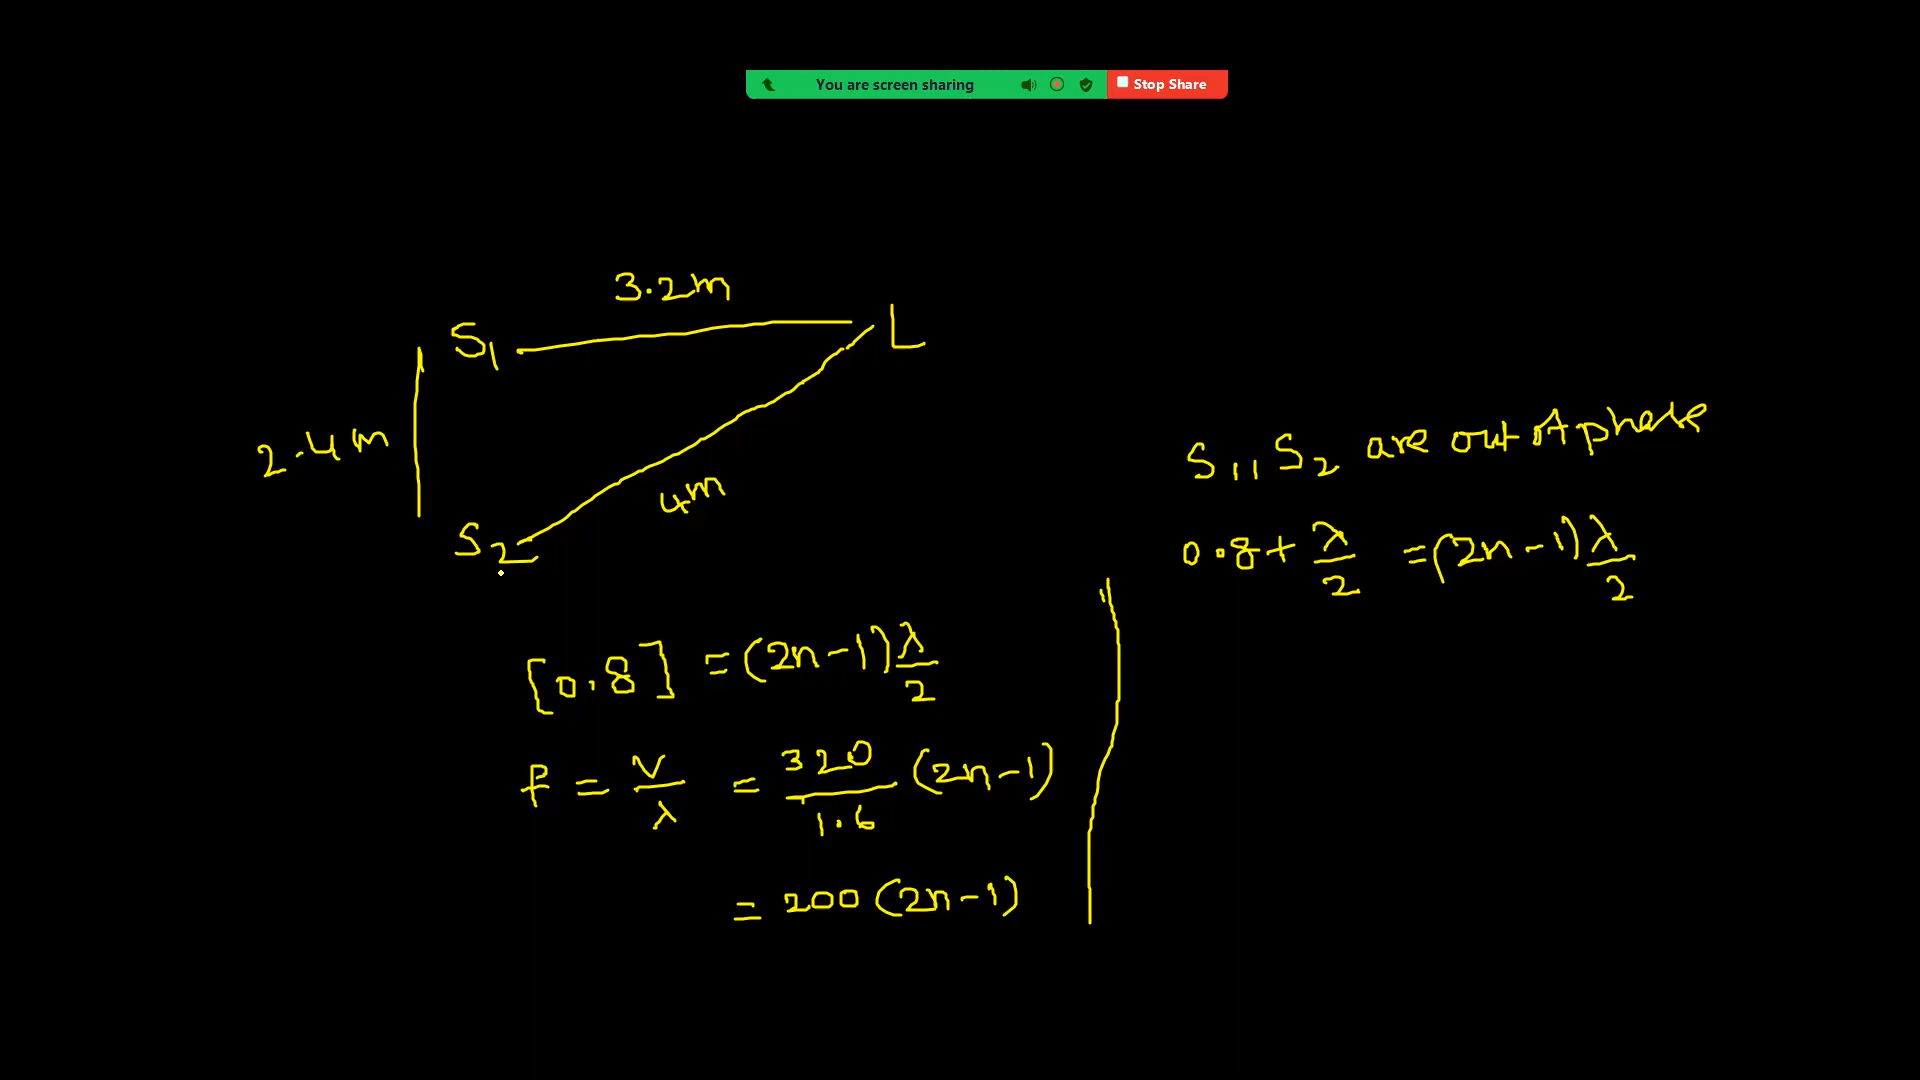 You are screen sharing
Stop Share
3.2m
S₁
L
2.4m
4m
S₂
[0.8] = (2n-1)λ/2
f = v/λ = 320/1.6 (2n-1)
= 200 (2n-1)
S₁, S₂ are out of phase
0.8 + λ/2 = (2n-1)λ/2